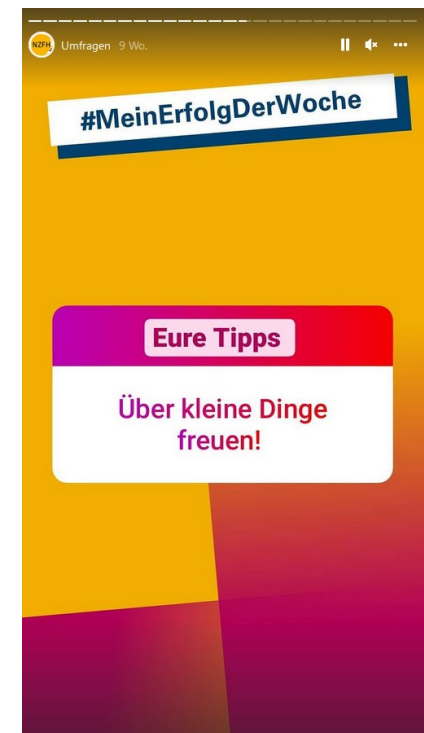 NZFH Umfragen 9 Wo.
#MeinErfolgDerWoche
Eure Tipps
Über kleine Dinge
freuen!